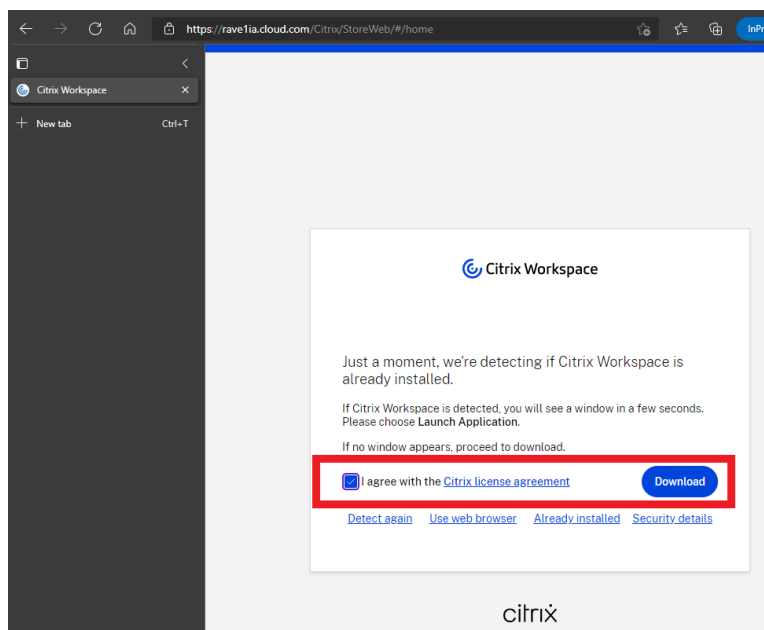 https://rave1ia.cloud.com/Citrix/StoreWeb/#/home
InPr
Citrix Workspace
New tab Ctrl+T
Citrix Workspace
Just a moment, we're detecting if Citrix Workspace is
already installed.
If Citrix Workspace is detected, you will see a window in a few seconds.
Please choose Launch Application.
If no window appears, proceed to download.
I agree with the Citrix license agreement Download
Detect again Use web browser Already installed Security details
citrix